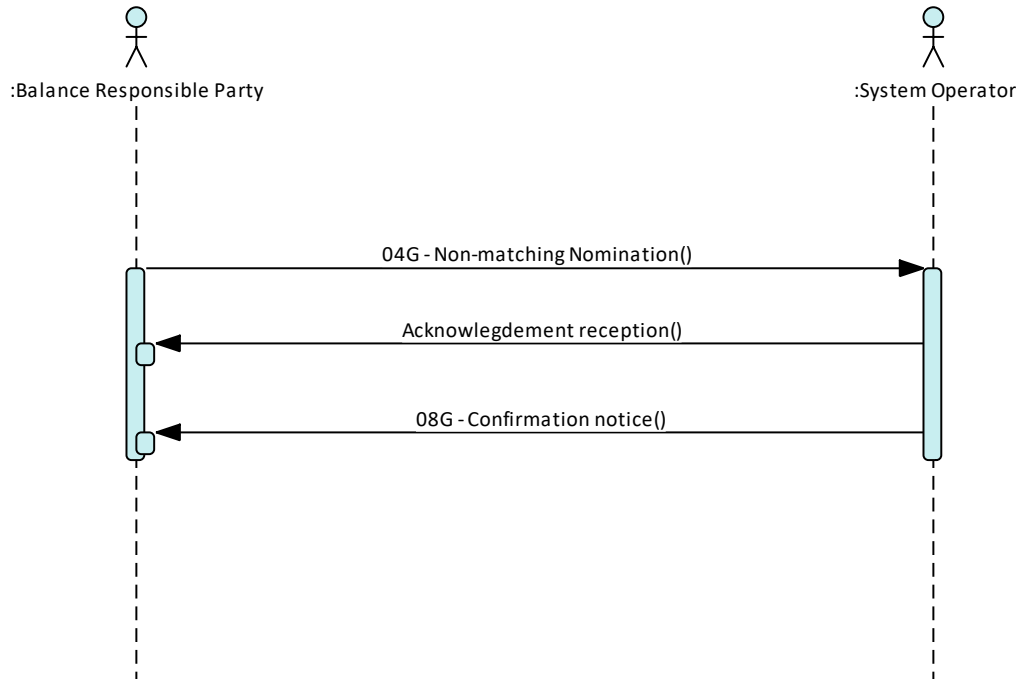 :Balance Responsible Party
:System Operator
04G - Non-matching Nomination()
Acknowlegdement reception()
08G - Confirmation notice()